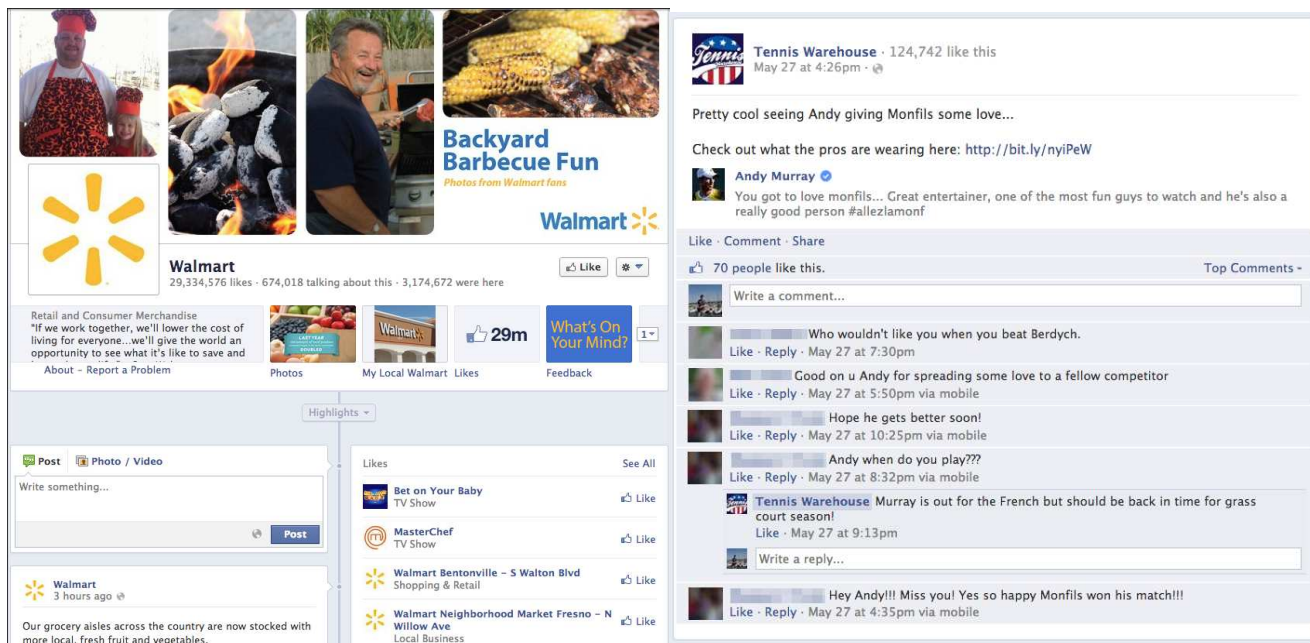 Backyard
Barbecue Fun
Photos from Walmart fans
Walmart
Walmart
29,334,576 likes · 674,018 talking about this · 3,174,672 were here
Like
Retail and Consumer Merchandise
"If we work together, we'll lower the cost of
living for everyone...we'll give the world an
opportunity to see what it's like to save and
About – Report a Problem
Photos
Walmart
My Local Walmart
29m
Likes
What's On
Your Mind?
Feedback
1
Highlights
Post
Photo / Video
Write something...
Post
Walmart
3 hours ago
Our grocery aisles across the country are now stocked with
more local, fresh fruit and vegetables.
Likes
See All
Bet on Your Baby
TV Show
Like
MasterChef
TV Show
Like
Walmart Bentonville – S Walton Blvd
Shopping & Retail
Like
Walmart Neighborhood Market Fresno – N
Willow Ave
Local Business
Like
Tennis
Tennis Warehouse · 124,742 like this
May 27 at 4:26pm ·
Pretty cool seeing Andy giving Monfils some love...
Check out what the pros are wearing here: http://bit.ly/nyiPeW
Andy Murray
You got to love monfils... Great entertainer, one of the most fun guys to watch and he's also a
really good person #allezlamonf
Like · Comment · Share
70 people like this.
Top Comments
Write a comment...
Who wouldn't like you when you beat Berdych.
Like · Reply · May 27 at 7:30pm
Good on u Andy for spreading some love to a fellow competitor
Like · Reply · May 27 at 5:50pm via mobile
Hope he gets better soon!
Like · Reply · May 27 at 10:25pm via mobile
Andy when do you play???
Like · Reply · May 27 at 8:32pm via mobile
Tennis Warehouse Murray is out for the French but should be back in time for grass
court season!
Like · May 27 at 9:13pm
Write a reply...
Hey Andy!!! Miss you! Yes so happy Monfils won his match!!!
Like · Reply · May 27 at 4:35pm via mobile